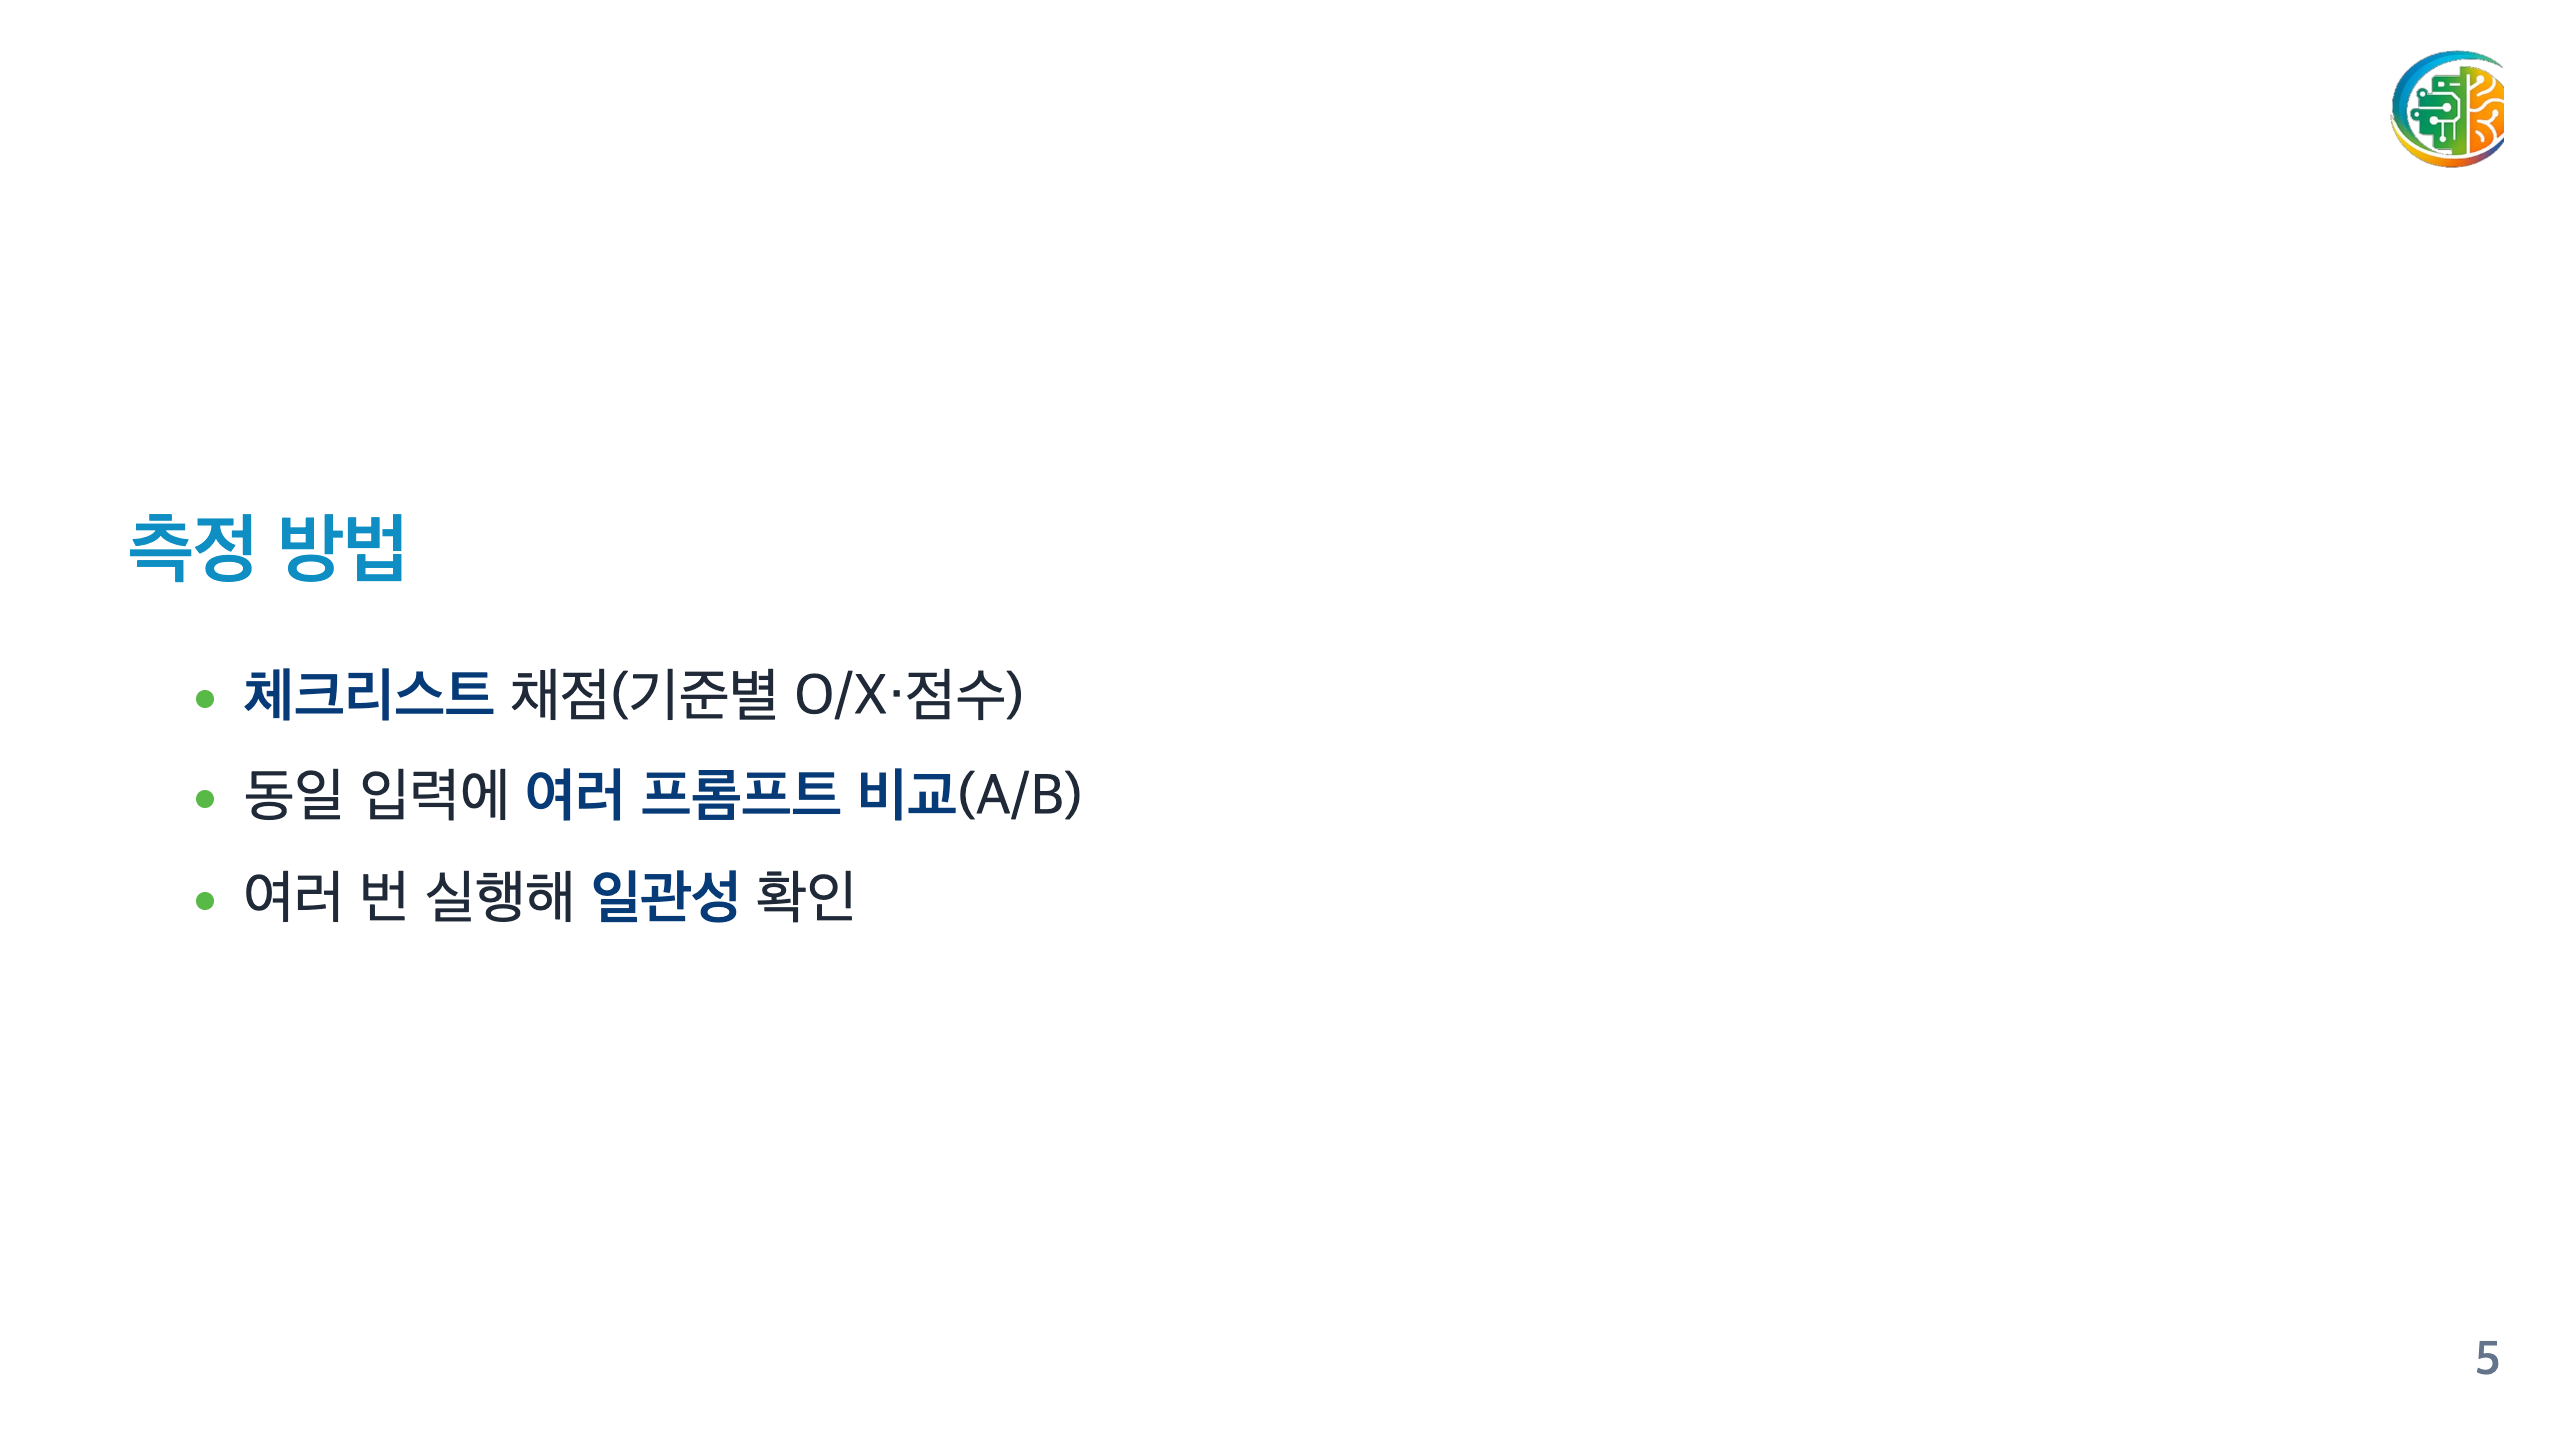 측정 방법
• 체크리스트 채점(기준별 O/X·점수)
• 동일 입력에 여러 프롬프트 비교(A/B)
• 여러 번 실행해 일관성 확인
5